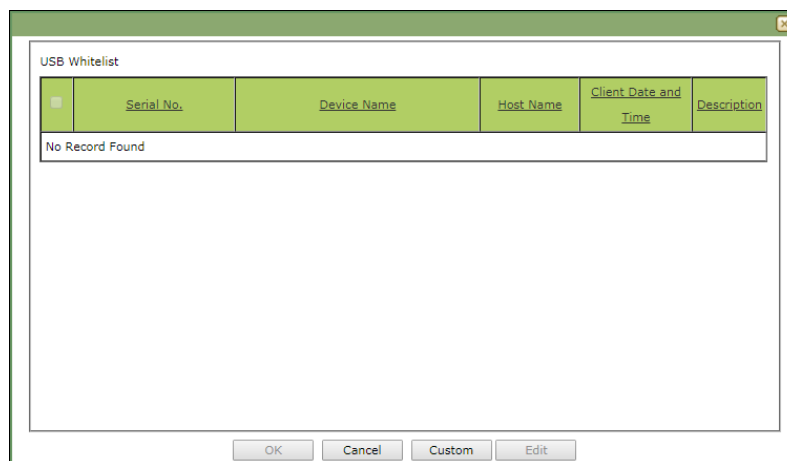 USB Whitelist
Serial No. Device Name Host Name Client Date and Time Description
No Record Found
OK Cancel Custom Edit